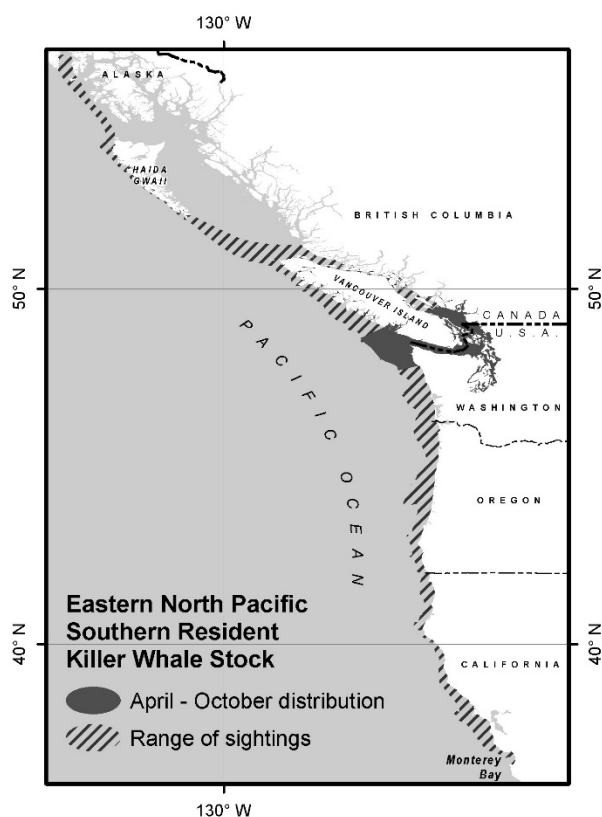 130° W
ALASKA
HAIDA
GWAII
BRITISH COLUMBIA
50° N
50° N
VANCOUVER ISLAND
CANADA
U.S.A.
PACIFIC OCEAN
WASHINGTON
OREGON
Eastern North Pacific
Southern Resident
Killer Whale Stock
40° N
40° N
CALIFORNIA
April - October distribution
Range of sightings
Monterey
Bay
130° W